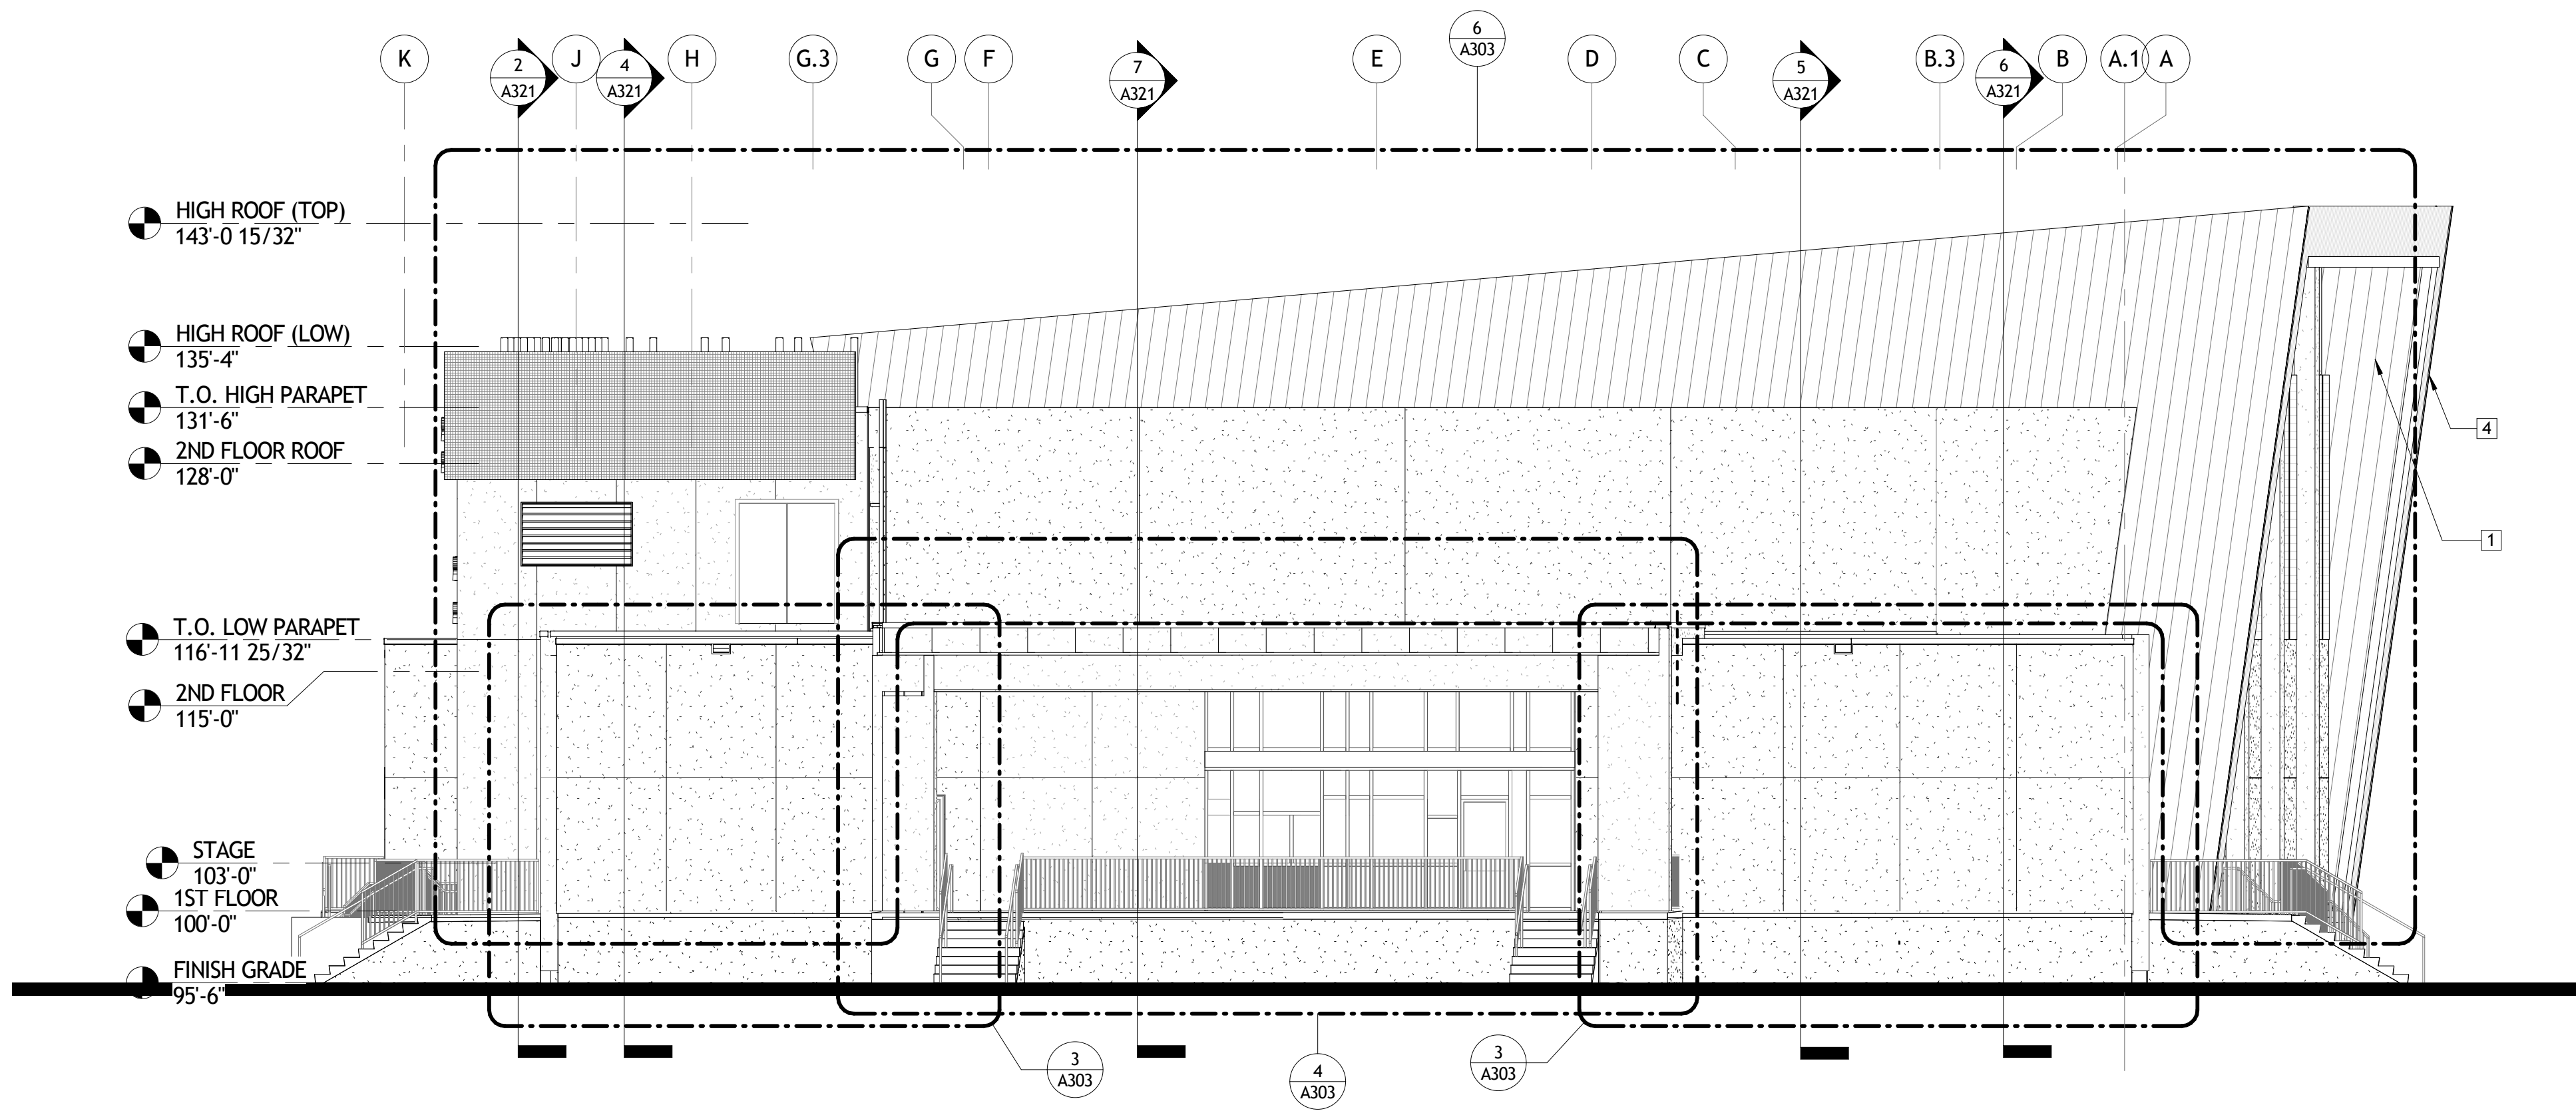 6
A303
K
2
A321
J
4
A321
H
G.3
G
F
7
A321
E
D
C
5
A321
B.3
6
A321
B
A.1
A
HIGH ROOF (TOP)
143'-0 15/32"
HIGH ROOF (LOW)
135'-4"
T.O. HIGH PARAPET
131'-6"
2ND FLOOR ROOF
128'-0"
4
1
T.O. LOW PARAPET
116'-11 25/32"
2ND FLOOR
115'-0"
STAGE
103'-0"
1ST FLOOR
100'-0"
FINISH GRADE
95'-6"
3
A303
4
A303
3
A303